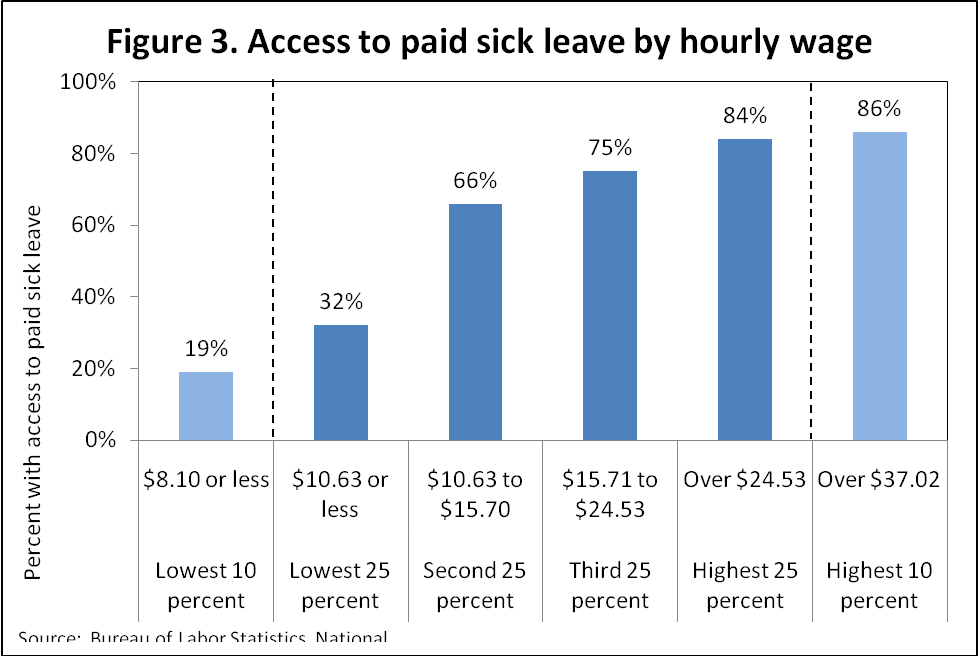 Figure 3. Access to paid sick leave by hourly wage
Percent with access to paid sick leave
100%
80%
60%
40%
20%
0%
19%
32%
66%
75%
84%
86%
$8.10 or less
$10.63 or
less
$10.63 to
$15.70
$15.71 to
$24.53
Over $24.53
Over $37.02
Lowest 10
percent
Lowest 25
percent
Second 25
percent
Third 25
percent
Highest 25
percent
Highest 10
percent
Source: Bureau of Labor Statistics, National